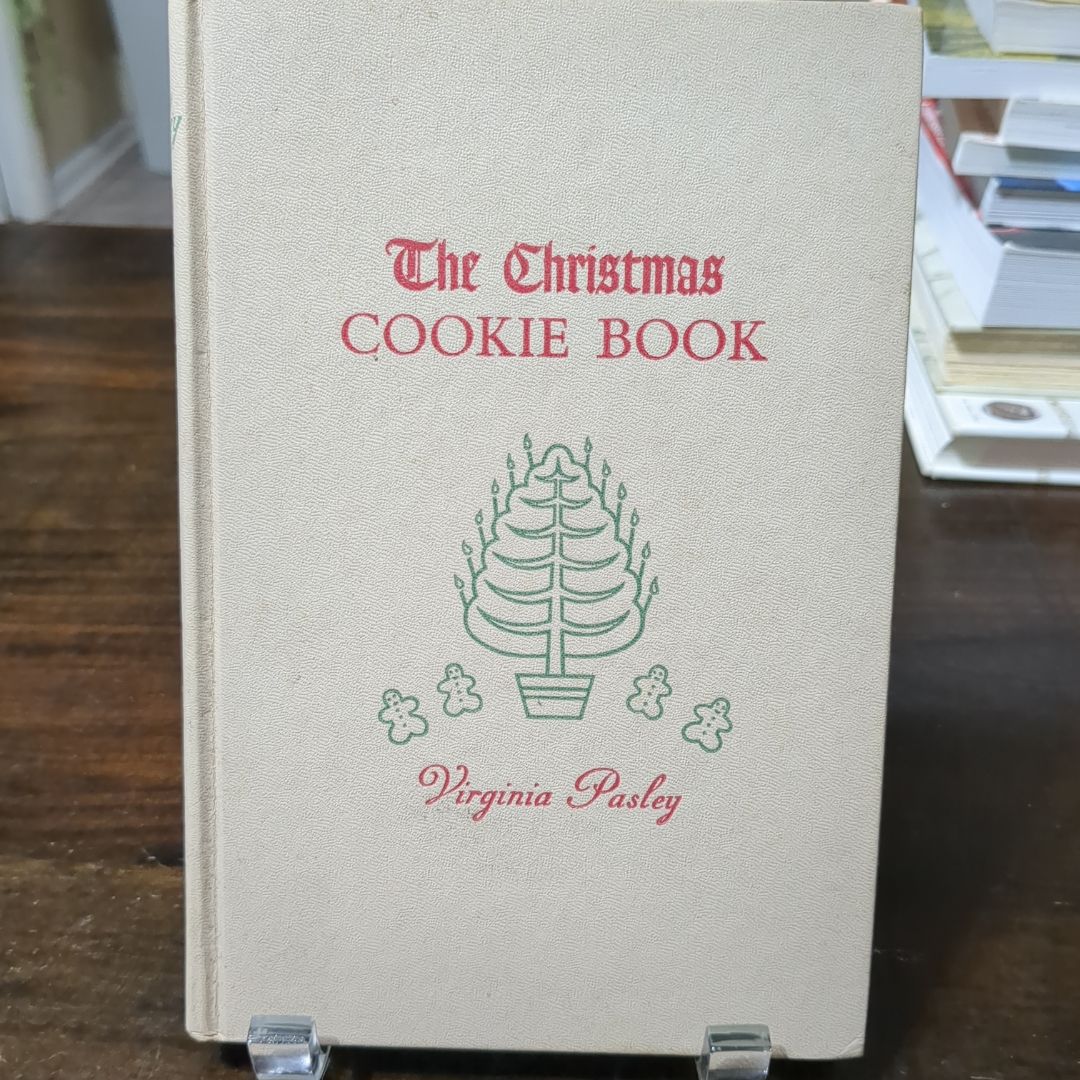 The Christmas
COOKIE BOOK
Virginia Pasley